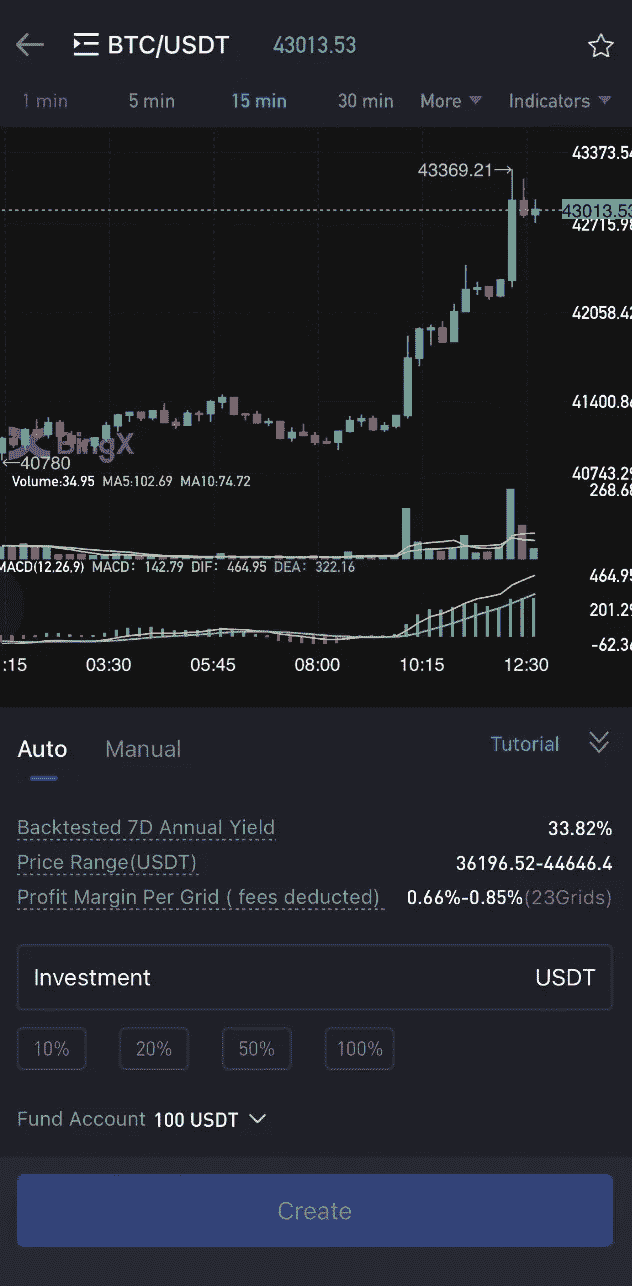 BTC/USDT 43013.53
1 min 5 min 15 min 30 min More Indicators
43373.54
43369.21
43013.53
42715.98
42058.42
41400.86
BingX
40780
40743.29
Volume:34.95 MA5:102.69 MA10:74.72
268.68
MACD(12.26,9) MACD: 142.79 DIF: 464.95 DEA: 322.16
464.95
201.29
-62.36
:15 03:30 05:45 08:00 10:15 12:30
Auto Manual Tutorial
Backtested 7D Annual Yield 33.82%
Price Range(USDT) 36196.52-44646.4
Profit Margin Per Grid ( fees deducted) 0.66%-0.85%(23Grids)
Investment USDT
10% 20% 50% 100%
Fund Account 100 USDT
Create